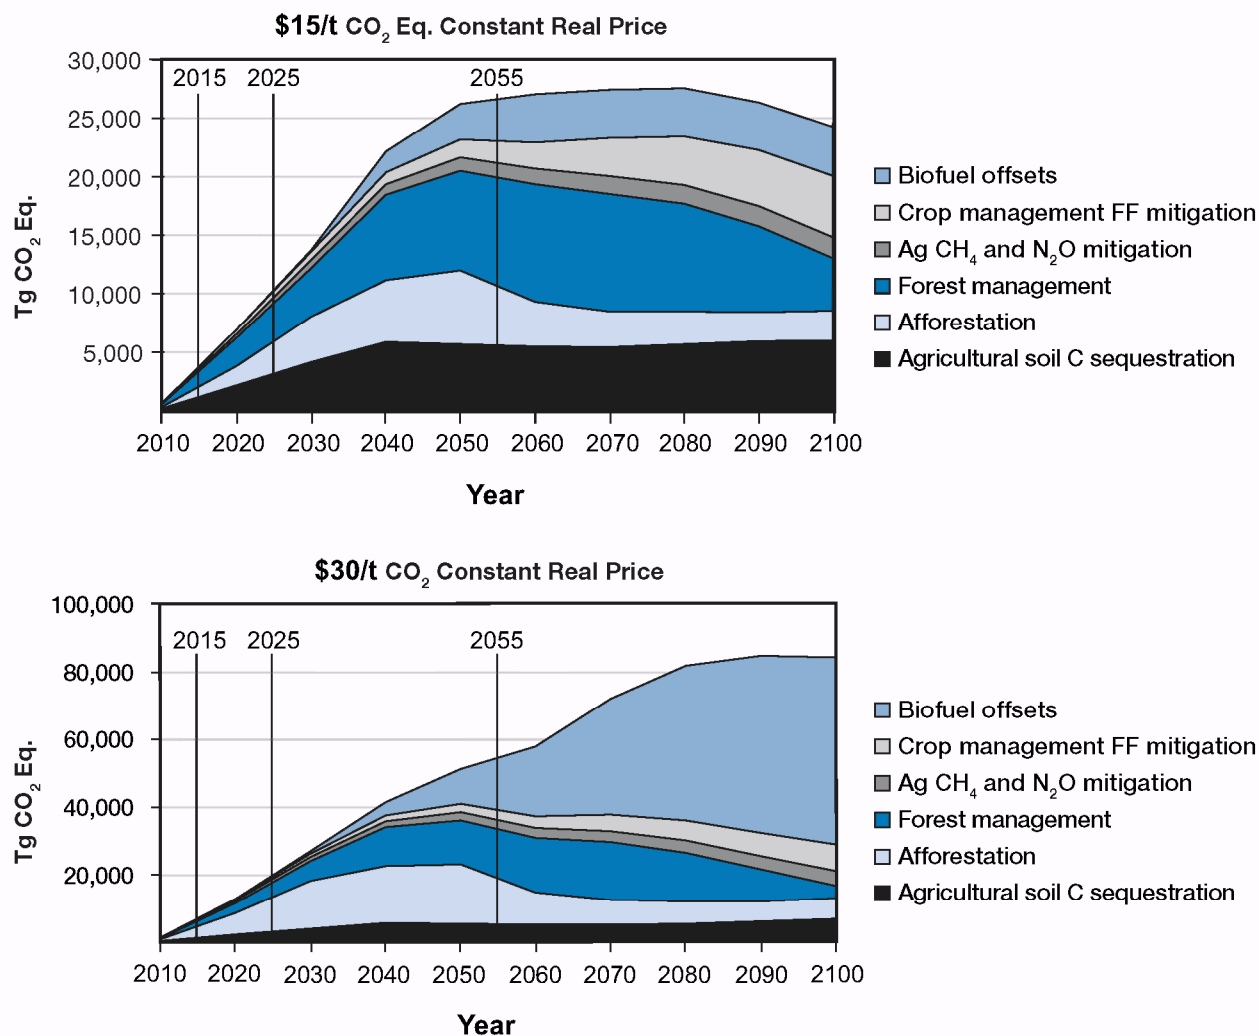 $15/t CO₂ Eq. Constant Real Price
30,000
25,000
20,000
15,000
10,000
5,000
Tg CO₂ Eq.
2015 2025 2055
2010 2020 2030 2040 2050 2060 2070 2080 2090 2100
Year
Biofuel offsets
Crop management FF mitigation
Ag CH₄ and N₂O mitigation
Forest management
Afforestation
Agricultural soil C sequestration
$30/t CO₂ Constant Real Price
100,000
80,000
60,000
40,000
20,000
Tg CO₂ Eq.
2015 2025 2055
2010 2020 2030 2040 2050 2060 2070 2080 2090 2100
Year
Biofuel offsets
Crop management FF mitigation
Ag CH₄ and N₂O mitigation
Forest management
Afforestation
Agricultural soil C sequestration